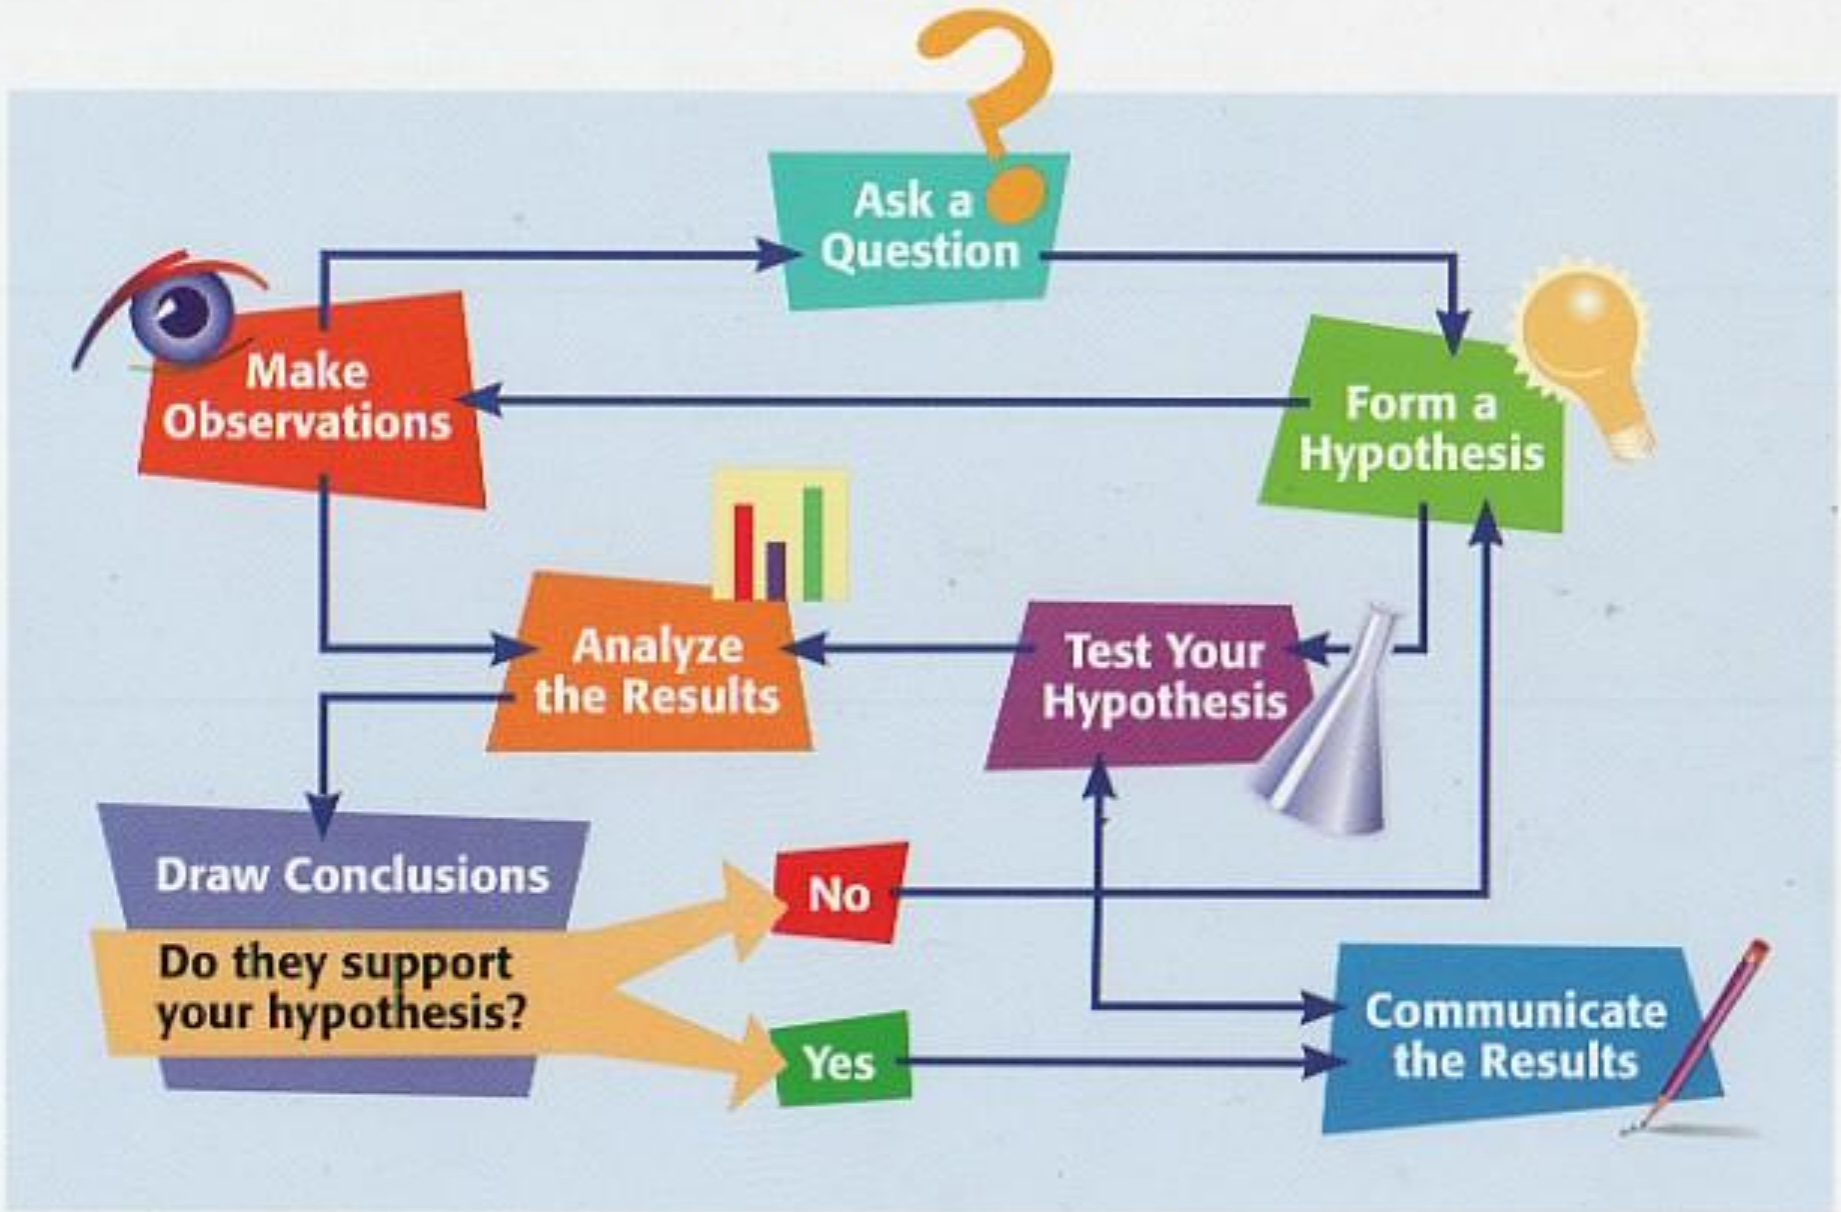 Ask a
Question
Make
Observations
Form a
Hypothesis
Analyze
the Results
Test Your
Hypothesis
Draw Conclusions
Do they support
your hypothesis?
No
Yes
Communicate
the Results